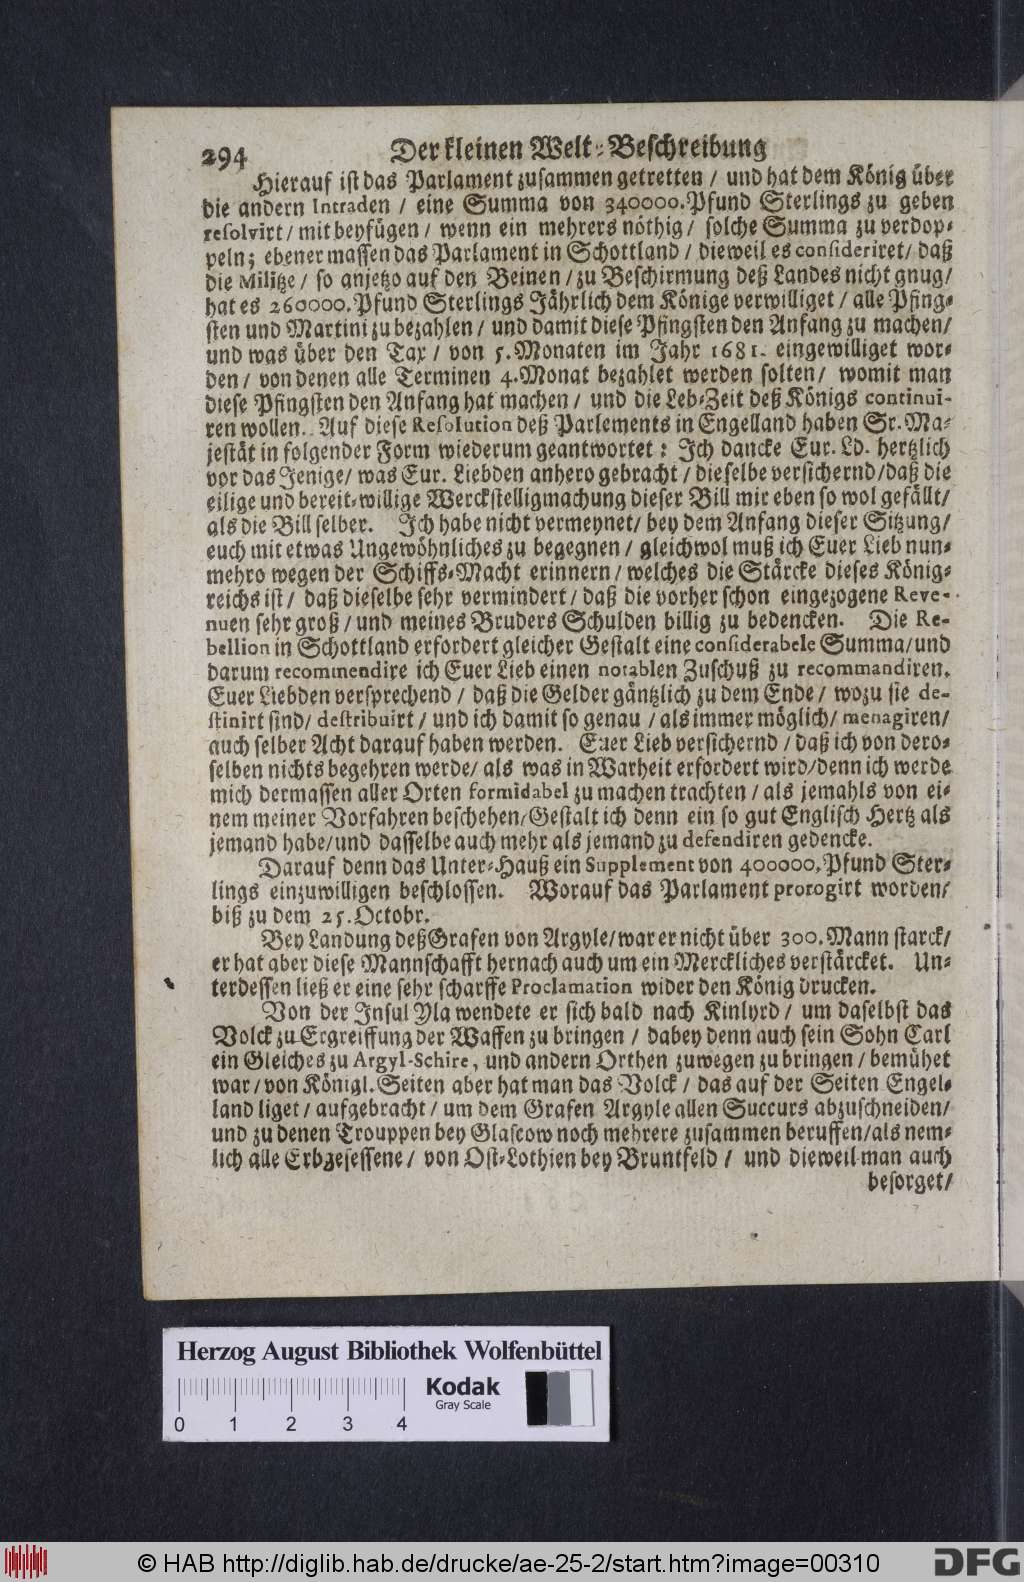 294 Der kleinen Welt-Beschreibung
Hierauf ist das Parlament zusammen getretten / und hat dem König über
die andern Intraden / eine Summa von 340000. Pfund Sterlings zu geben
resolvirt / mit beyfügen / wenn ein mehrers nöthig / solche Summa zu verdop-
peln; ebener massen das Parlament in Schottland / dieweil es consideriret / daß
die Militze / so anjetzo auf den Beinen / zu Beschirmung deß Landes nicht gnug /
hat es 260000. Pfund Sterlings Jährlich dem Könige verwilliget / alle Pfing-
sten und Martini zu bezahlen / und damit diese Pfingsten den Anfang zu machen /
und was über den Tax / von 5. Monaten im Jahr 1681. eingewilliget wor-
den / von denen alle Terminen 4. Monat bezahlet werden solten / womit man
diese Pfingsten den Anfang hat machen / und die Leb-Zeit deß Königs continui-
ren wollen. Auf diese Resolution deß Parlements in Engelland haben Sr. Ma-
jestät in folgender Form wiederum geantwortet: Ich dancke Eur. Ld. hertzlich
vor das Jenige / was Eur. Liebden anhero gebracht / dieselbe versichernd / daß die
eilige und bereit-willige Werckstelligmachung dieser Bill mir eben so wol gefällt /
als die Bill selber. Ich habe nicht vermeynet / bey dem Anfang dieser Sitzung /
euch mit etwas Ungewöhnliches zu begegnen / gleichwol muß ich Euer Lieb nun-
mehro wegen der Schiffs-Macht erinnern / welches die Stärcke dieses König-
reichs ist / daß dieselbe sehr vermindert / daß die vorher schon eingezogene Reve-
nuen sehr groß / und meines Bruders Schulden billig zu bedencken. Die Re-
bellion in Schottland erfordert gleicher Gestalt eine considerabele Summa / und
darum recommendire ich Euer Lieb einen notablen Zuschuß zu recommandiren.
Euer Liebden versprechend / daß die Gelder gäntzlich zu dem Ende / wozu sie de-
stinirt sind / destribuirt / und ich damit so genau / als immer möglich / menagiren /
auch selber Acht darauf haben werden. Euer Lieb versichernd / daß ich von dero-
selben nichts begehren werde / als was in Warheit erfordert wird / denn ich werde
mich dermassen aller Orten formidabel zu machen trachten / als jemahls von ei-
nem meiner Vorfahren beschehen / Gestalt ich denn ein so gut Englisch Hertz als
jemand habe / und dasselbe auch mehr als jemand zu defendiren gedencke.
Darauf denn das Unter-Hauß ein Supplement von 400000. Pfund Ster-
lings einzuwilligen beschlossen. Worauf das Parlament prorogirt worden /
biß zu dem 25. Octobr.
Bey Landung deß Grafen von Argyle / war er nicht über 300. Mann starck /
er hat aber diese Mannschafft hernach auch um ein Merckliches verstärcket. Un-
terdessen ließ er eine sehr scharffe Proclamation wider den König drucken.
Von der Insul Yla wendete er sich bald nach Kinlyrd / um daselbst das
Volck zu Ergreiffung der Waffen zu bringen / dabey denn auch sein Sohn Carl
ein Gleiches zu Argyl-Schire, und andern Orthen zuwegen zu bringen / bemühet
war / von Königl. Seiten aber hat man das Volck / das auf der Seiten Engel-
land liget / aufgebracht / um dem Grafen Argyle allen Succurs abzuschneiden /
und zu denen Trouppen bey Glascow noch mehrere zusammen beruffen / als nem-
lich alle Erbgesessene / von Ost-Lothien bey Bruntfeld / und dieweil man auch
besorget /
Herzog August Bibliothek Wolfenbüttel
Kodak
Gray Scale
0 1 2 3 4
© HAB http://diglib.hab.de/drucke/ae-25-2/start.htm?image=00310
DFG